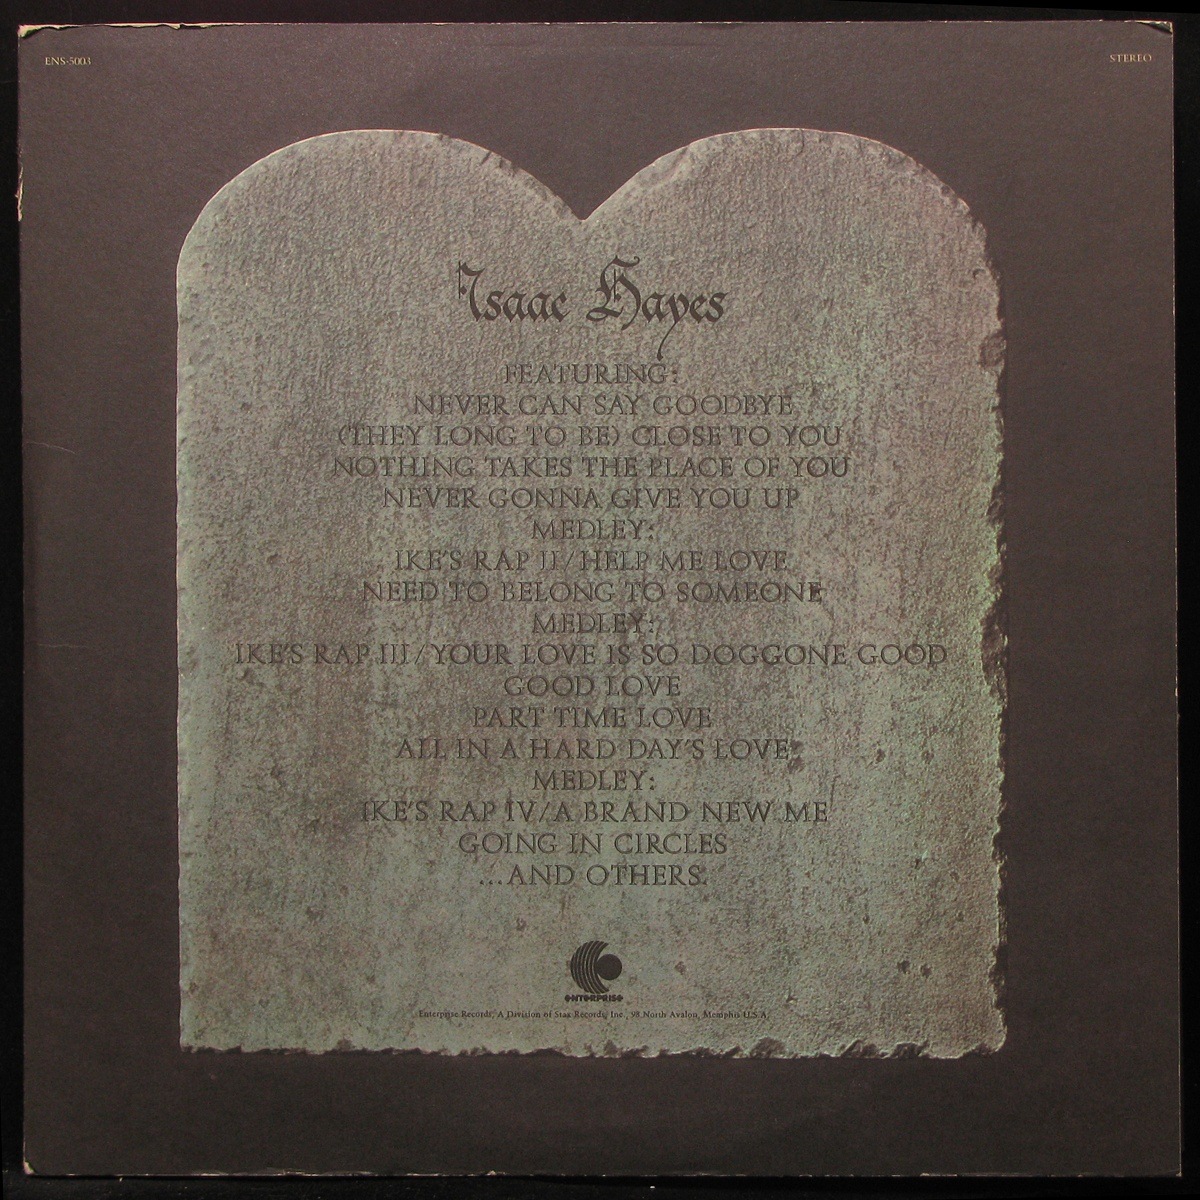 ENS-5003
STEREO
Isaac Hayes
FEATURING:
NEVER CAN SAY GOODBYE
(THEY LONG TO BE) CLOSE TO YOU
NOTHING TAKES THE PLACE OF YOU
NEVER GONNA GIVE YOU UP
MEDLEY:
IKE'S RAP II/HELP ME LOVE
NEED TO BELONG TO SOMEONE
MEDLEY:
IKE'S RAP III/YOUR LOVE IS SO DOGGONE GOOD
GOOD LOVE
PART TIME LOVE
ALL IN A HARD DAY'S LOVE
MEDLEY:
IKE'S RAP IV/A BRAND NEW ME
GOING IN CIRCLES
...AND OTHERS.
ENTERPRISE
Enterprise Records, A Division of Stax Records, Inc., 98 North Avalon, Memphis U.S.A.